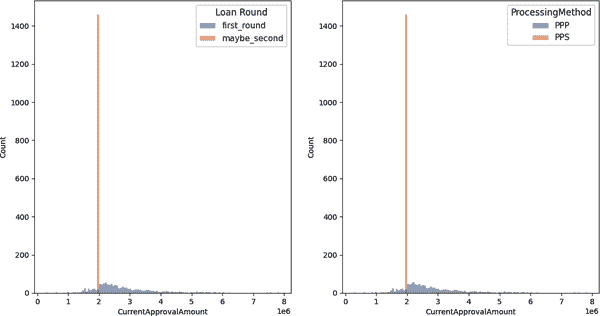 Loan Round
first_round
maybe_second
1400
1200
1000
800
600
400
200
0
Count
0 1 2 3 4 5 6 7 8
1e6
CurrentApprovalAmount
ProcessingMethod
PPP
PPS
1400
1200
1000
800
600
400
200
0
Count
0 1 2 3 4 5 6 7 8
1e6
CurrentApprovalAmount